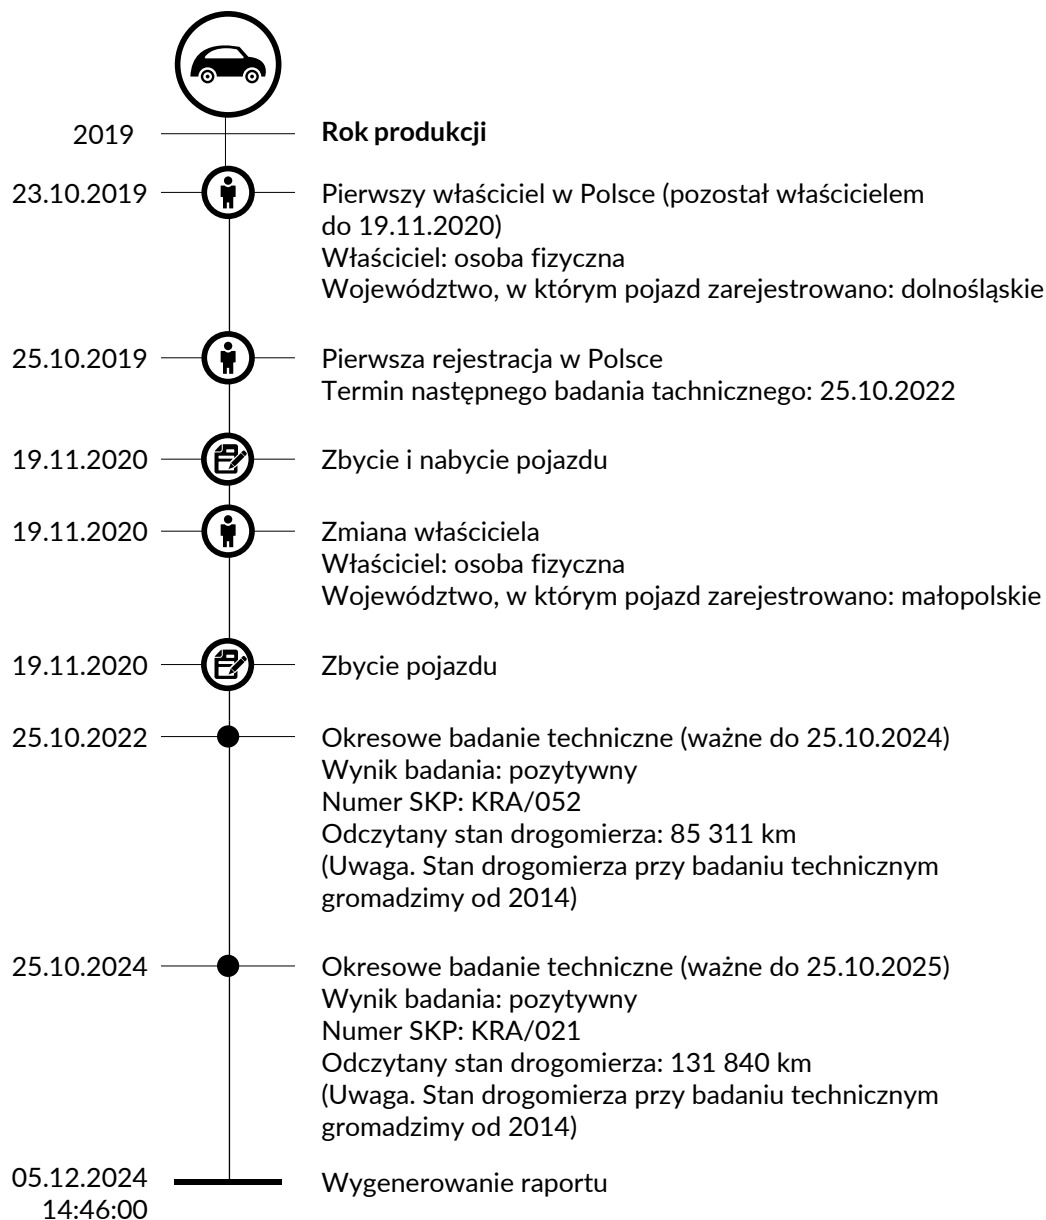 2019 Rok produkcji
23.10.2019 Pierwszy właściciel w Polsce (pozostał właścicielem
do 19.11.2020)
Właściciel: osoba fizyczna
Województwo, w którym pojazd zarejestrowano: dolnośląskie
25.10.2019 Pierwsza rejestracja w Polsce
Termin następnego badania tachnicznego: 25.10.2022
19.11.2020 Zbycie i nabycie pojazdu
19.11.2020 Zmiana właściciela
Właściciel: osoba fizyczna
Województwo, w którym pojazd zarejestrowano: małopolskie
19.11.2020 Zbycie pojazdu
25.10.2022 Okresowe badanie techniczne (ważne do 25.10.2024)
Wynik badania: pozytywny
Numer SKP: KRA/052
Odczytany stan drogomierza: 85 311 km
(Uwaga. Stan drogomierza przy badaniu technicznym
gromadzimy od 2014)
25.10.2024 Okresowe badanie techniczne (ważne do 25.10.2025)
Wynik badania: pozytywny
Numer SKP: KRA/021
Odczytany stan drogomierza: 131 840 km
(Uwaga. Stan drogomierza przy badaniu technicznym
gromadzimy od 2014)
05.12.2024 Wygenerowanie raportu
14:46:00